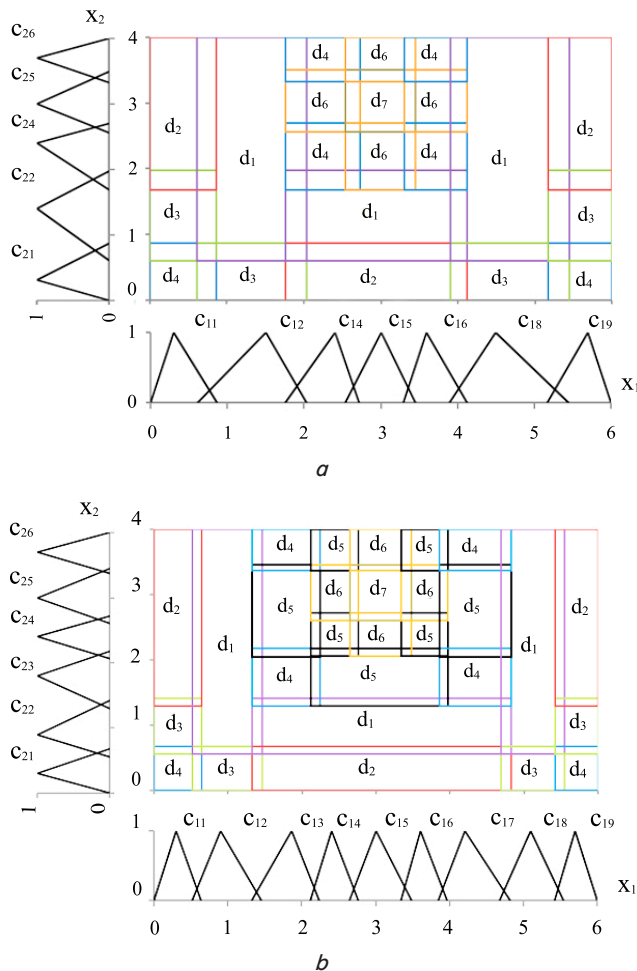 c26 x2 4 d4 d6 d4
c25 3 d6 d7 d6
c24 d2 d1 d4 d6 d4 d1 d2
c22 2
d3 d1 d3
c21 1
d4 d3 d2 d3 d4
1 0 0
1 c11 c12 c14 c15 c16 c18 c19
0 x1
0 1 2 3 4 5 6
a
c26 x2 4 d4 d5 d6 d5 d4
c25 3 d2 d5 d6 d7 d6 d5 d2
c24 d1 d5 d6 d5 d1
c23 2 d4 d5 d4
c22 1 d3 d1 d3
c21 d4 d3 d2 d3 d4
1 0 0
1 c11 c12 c13 c14 c15 c16 c17 c18 c19
0 x1
0 1 2 3 4 5 6
b